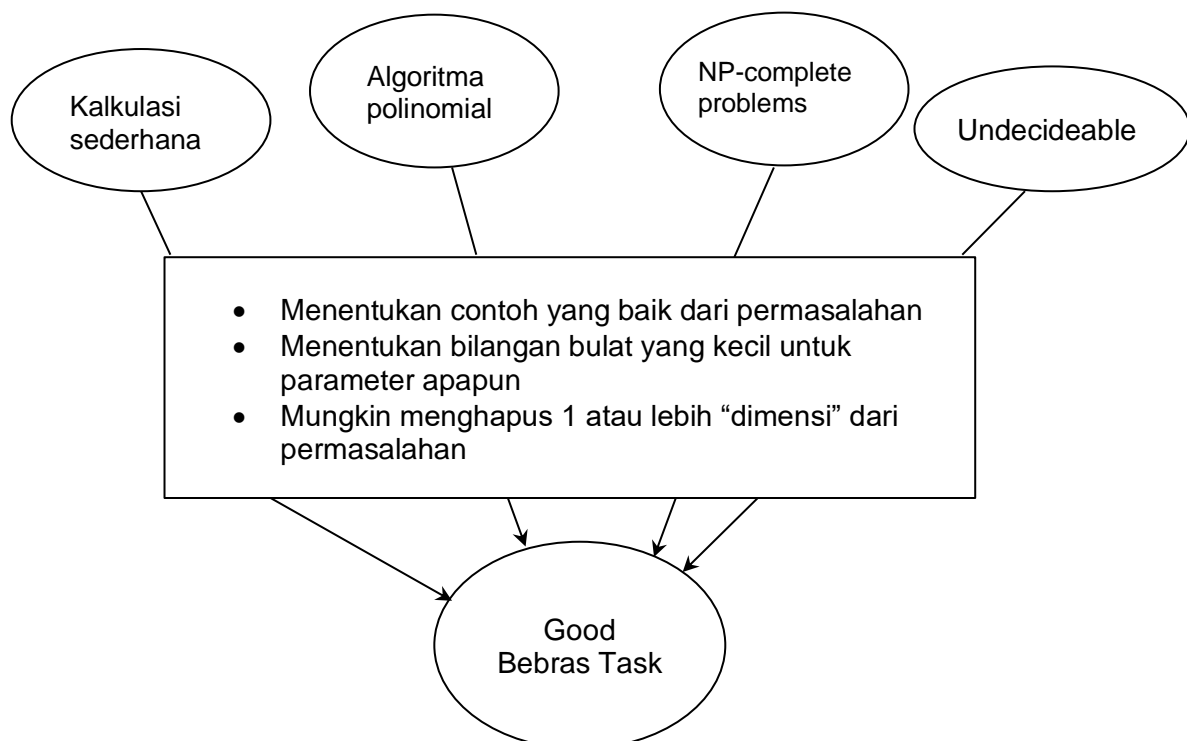 Kalkulasi
sederhana
Algoritma
polinomial
NP-complete
problems
Undecideable
• Menentukan contoh yang baik dari permasalahan
• Menentukan bilangan bulat yang kecil untuk
parameter apapun
• Mungkin menghapus 1 atau lebih “dimensi” dari
permasalahan
Good
Bebras Task